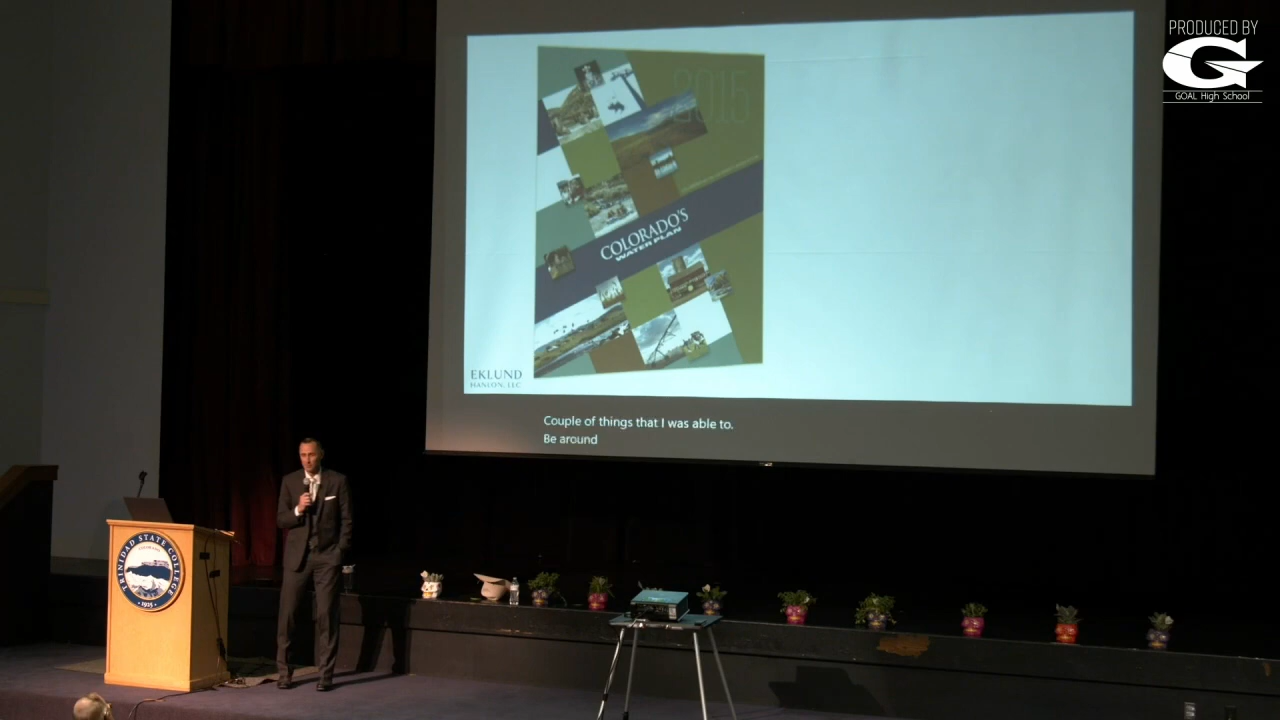 PRODUCED BY
G
GOAL High School
2015
COLORADO'S
WATER PLAN
EKLUND
HANLON, LLC
Couple of things that I was able to.
Be around
TRINIDAD STATE COLLEGE
COLORADO
• 1925 •